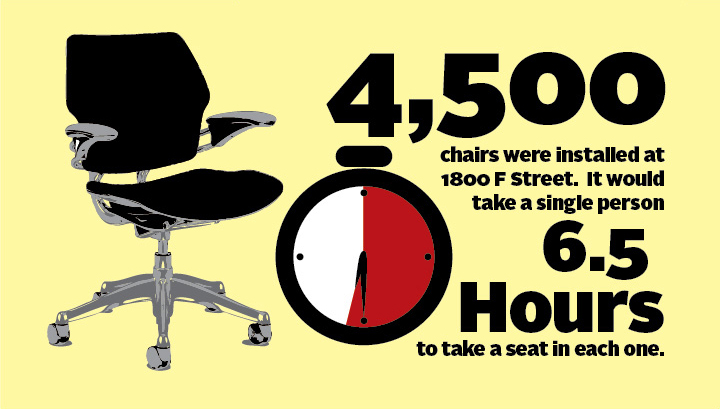 4,500
chairs were installed at
1800 F Street.  It would
take a single person
6.5
Hours
to take a seat in each one.